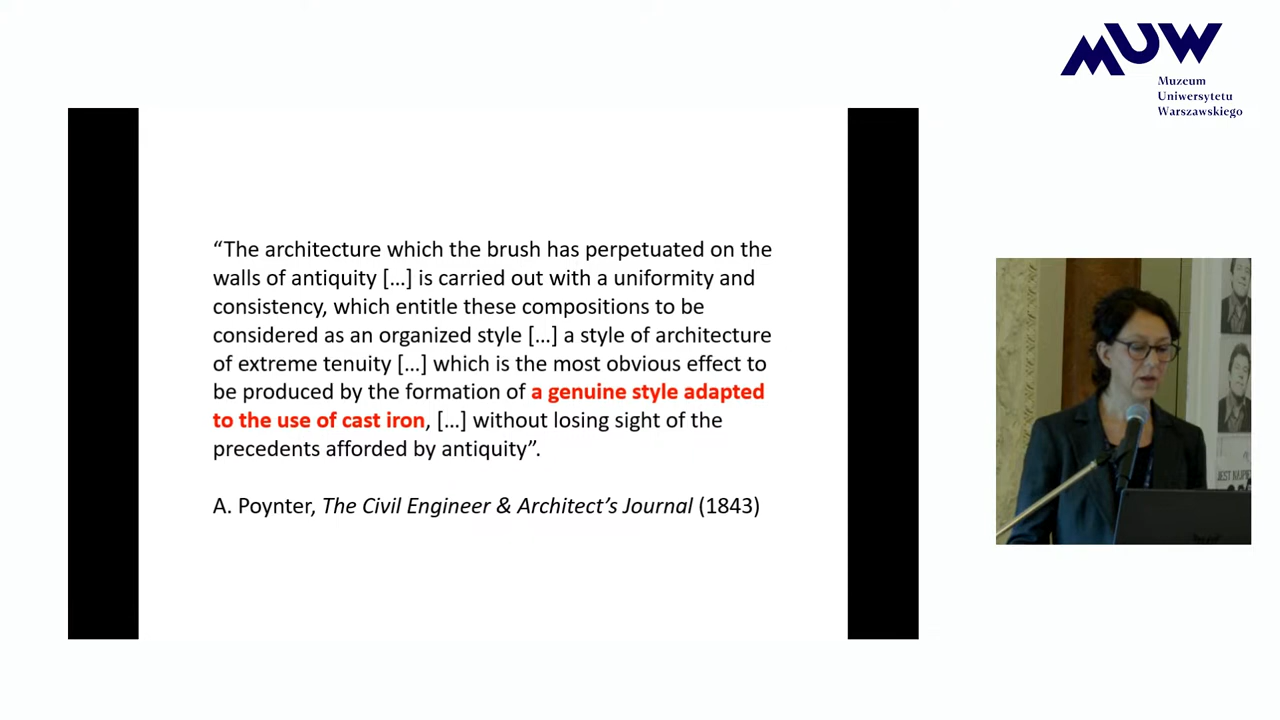 MUW
Muzeum
Uniwersytetu
Warszawskiego
“The architecture which the brush has perpetuated on the
walls of antiquity [...] is carried out with a uniformity and
consistency, which entitle these compositions to be
considered as an organized style [...] a style of architecture
of extreme tenuity [...] which is the most obvious effect to
be produced by the formation of a genuine style adapted
to the use of cast iron, [...] without losing sight of the
precedents afforded by antiquity”.
A. Poynter, The Civil Engineer & Architect’s Journal (1843)